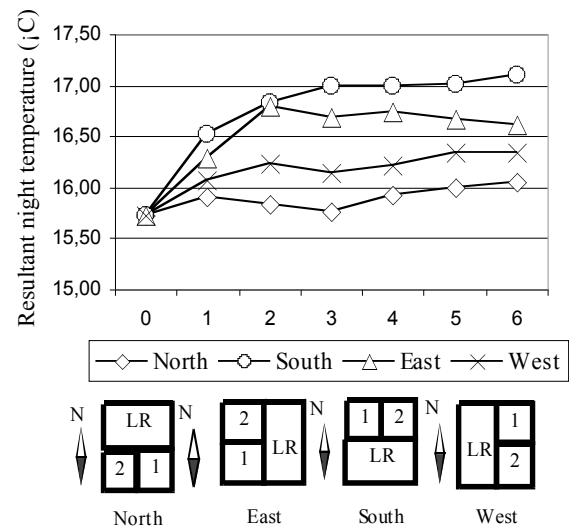 Resultant night temperature (¡C)
17,50
17,00
16,50
16,00
15,50
15,00
0 1 2 3 4 5 6
North South East West
N LR 2 1 North
N 2 1 LR East
N 1 2 LR South
N LR 1 2 West